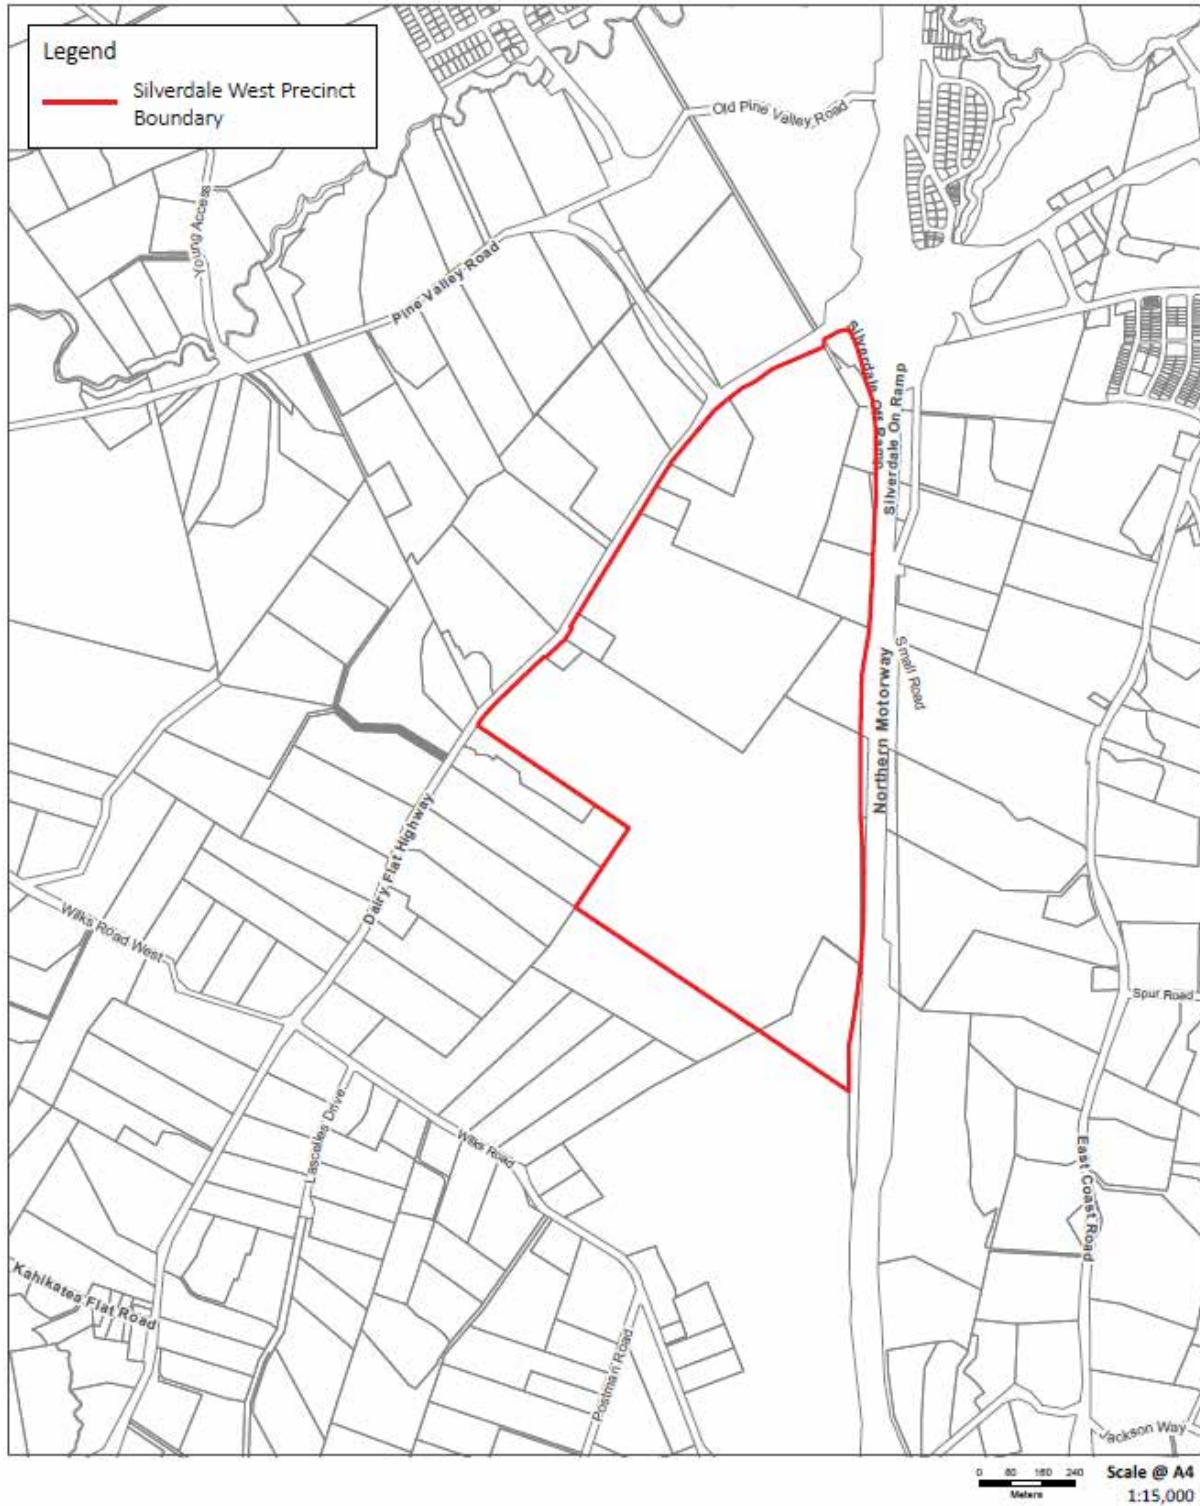 Legend
Silverdale West Precinct
Boundary
Old Pine Valley Road
Young Access
Pine Valley Road
Silverdale Off Ramp
Silverdale On Ramp
Small Road
Northern Motorway
Dairy Flat Highway
Wilks Road West
Spur Road
Lascelles Drive
Wilks Road
East Coast Road
Kahikatea Flat Road
Postman Road
Jackson Way
0 80 160 240
Meters
Scale @ A4
1:15,000